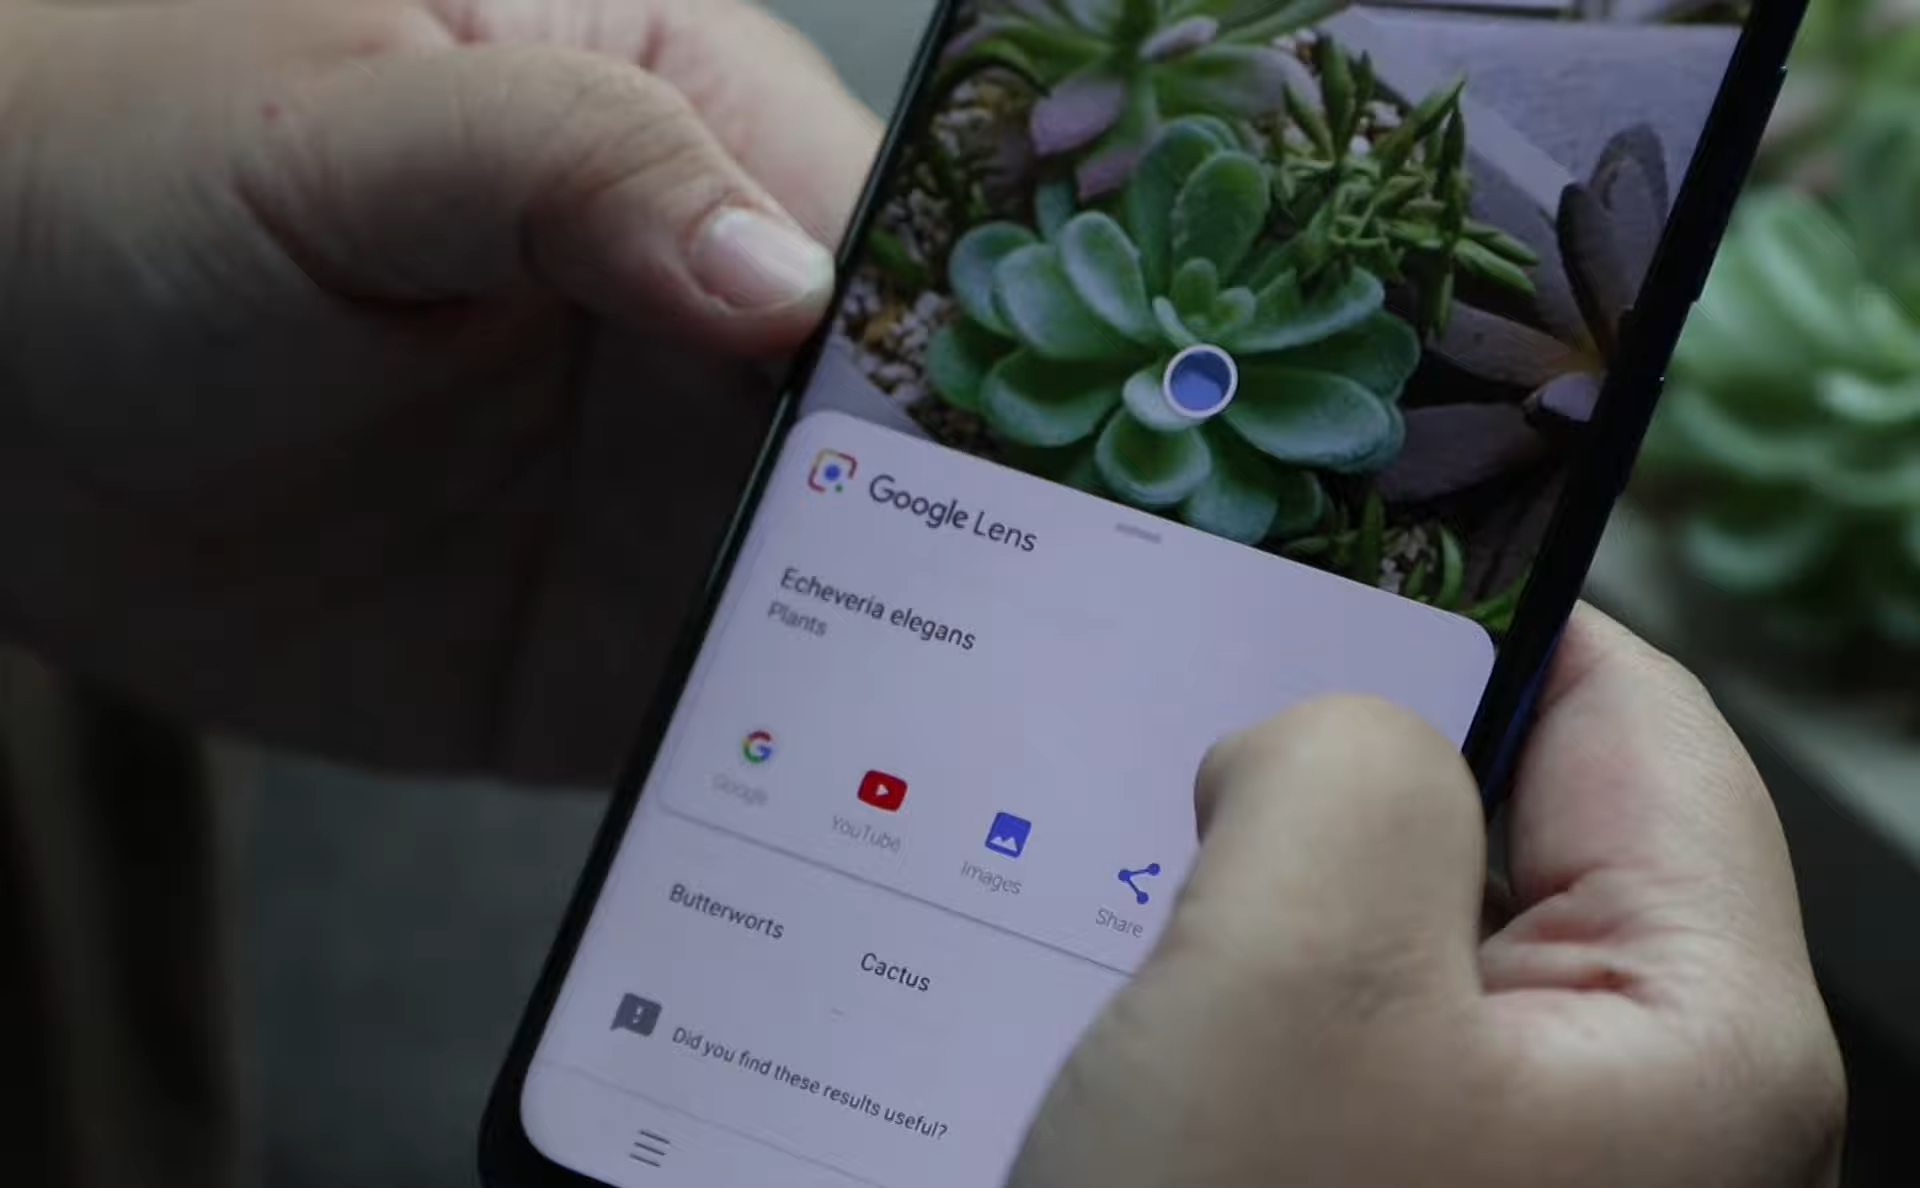 Google Lens
Echeveria elegans
Plants
Google
YouTube
Images
Share
Butterworts
Cactus
Did you find these results useful?